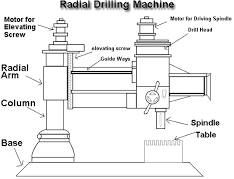 Radial Drilling Machine
Motor for
Elevating
Screw
Motor for Driving Spindle
Drill Head
elevating screw
Guide Ways
Radial
Arm
Column
Spindle
Table
Base